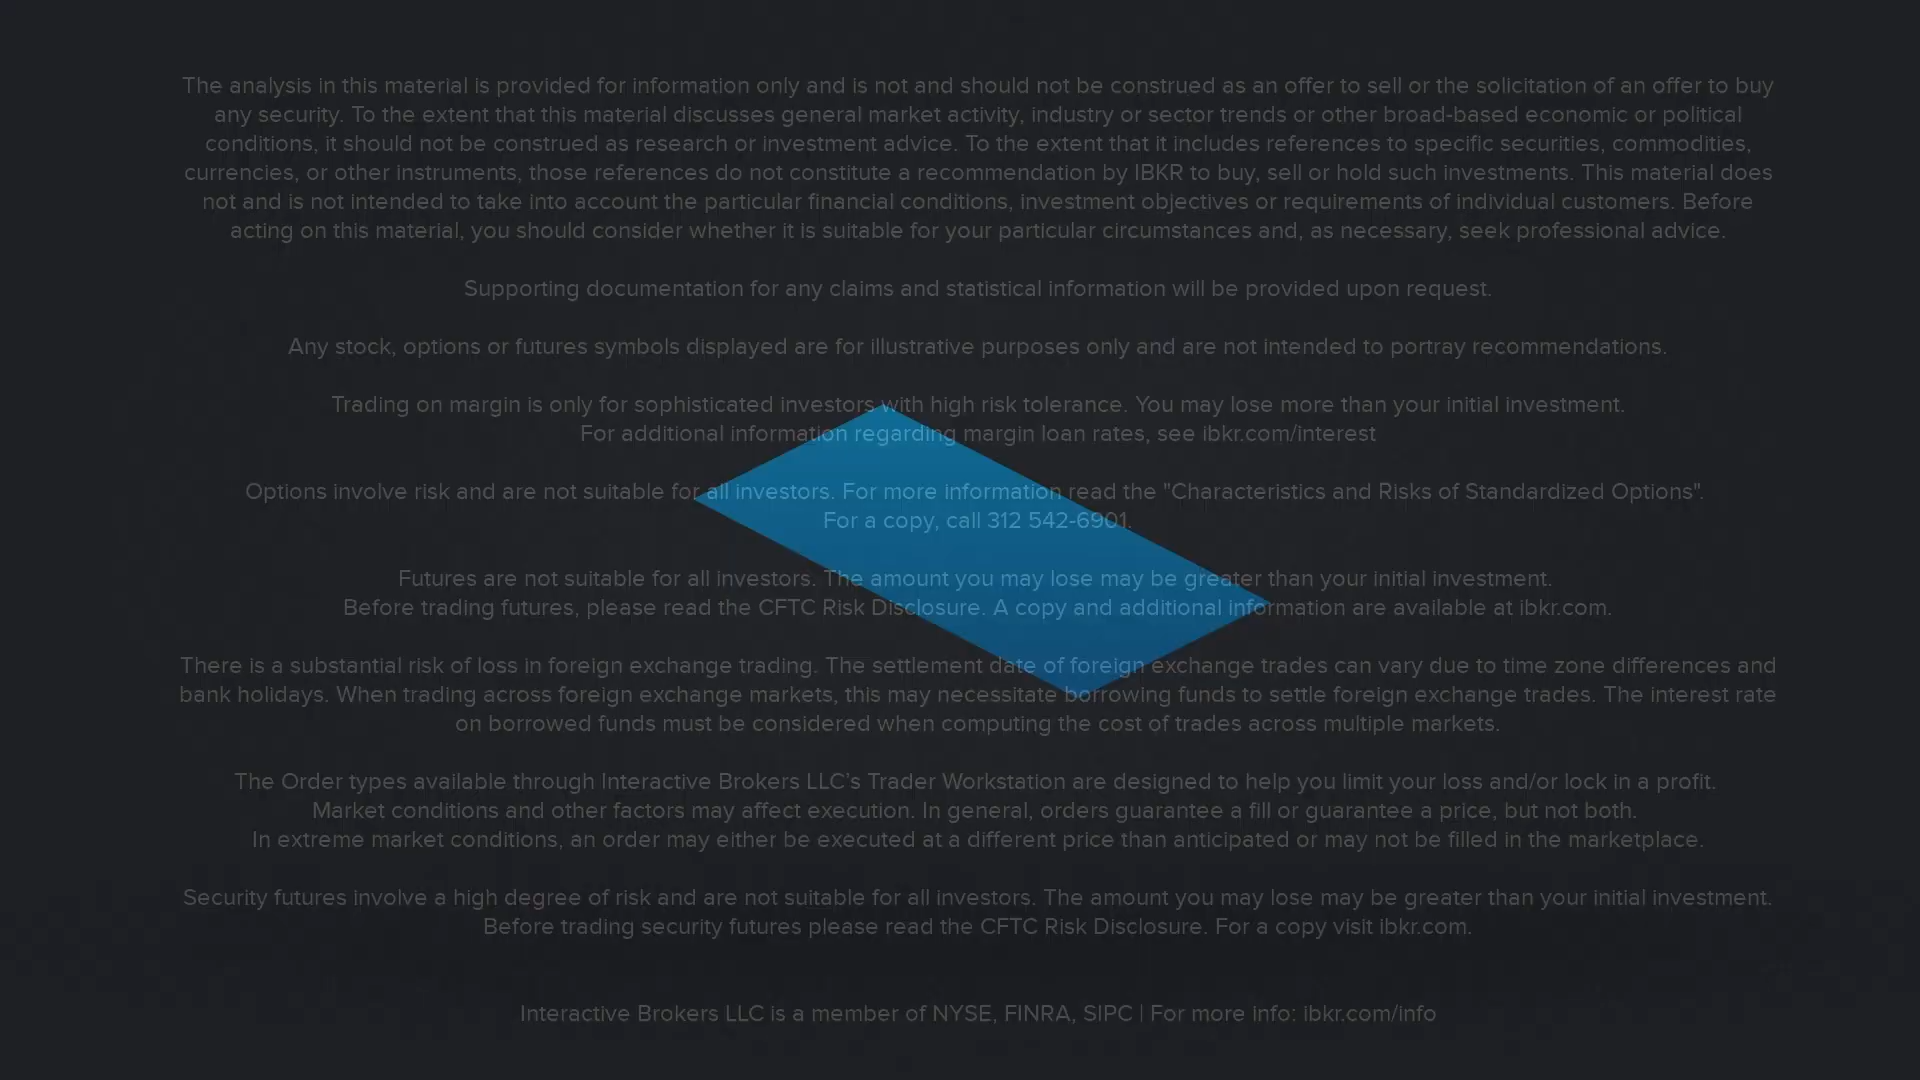 The analysis in this material is provided for information only and is not and should not be construed as an offer to sell or the solicitation of an offer to buy
any security. To the extent that this material discusses general market activity, industry or sector trends or other broad-based economic or political
conditions, it should not be construed as research or investment advice. To the extent that it includes references to specific securities, commodities,
currencies, or other instruments, those references do not constitute a recommendation by IBKR to buy, sell or hold such investments. This material does
not and is not intended to take into account the particular financial conditions, investment objectives or requirements of individual customers. Before
acting on this material, you should consider whether it is suitable for your particular circumstances and, as necessary, seek professional advice.
Supporting documentation for any claims and statistical information will be provided upon request.
Any stock, options or futures symbols displayed are for illustrative purposes only and are not intended to portray recommendations.
Trading on margin is only for sophisticated investors with high risk tolerance. You may lose more than your initial investment.
For additional information regarding margin loan rates, see ibkr.com/interest
Options involve risk and are not suitable for all investors. For more information read the "Characteristics and Risks of Standardized Options".
For a copy, call 312 542-6901.
Futures are not suitable for all investors. The amount you may lose may be greater than your initial investment.
Before trading futures, please read the CFTC Risk Disclosure. A copy and additional information are available at ibkr.com.
There is a substantial risk of loss in foreign exchange trading. The settlement date of foreign exchange trades can vary due to time zone differences and
bank holidays. When trading across foreign exchange markets, this may necessitate borrowing funds to settle foreign exchange trades. The interest rate
on borrowed funds must be considered when computing the cost of trades across multiple markets.
The Order types available through Interactive Brokers LLC’s Trader Workstation are designed to help you limit your loss and/or lock in a profit.
Market conditions and other factors may affect execution. In general, orders guarantee a fill or guarantee a price, but not both.
In extreme market conditions, an order may either be executed at a different price than anticipated or may not be filled in the marketplace.
Security futures involve a high degree of risk and are not suitable for all investors. The amount you may lose may be greater than your initial investment.
Before trading security futures please read the CFTC Risk Disclosure. For a copy visit ibkr.com.
Interactive Brokers LLC is a member of NYSE, FINRA, SIPC | For more info: ibkr.com/info